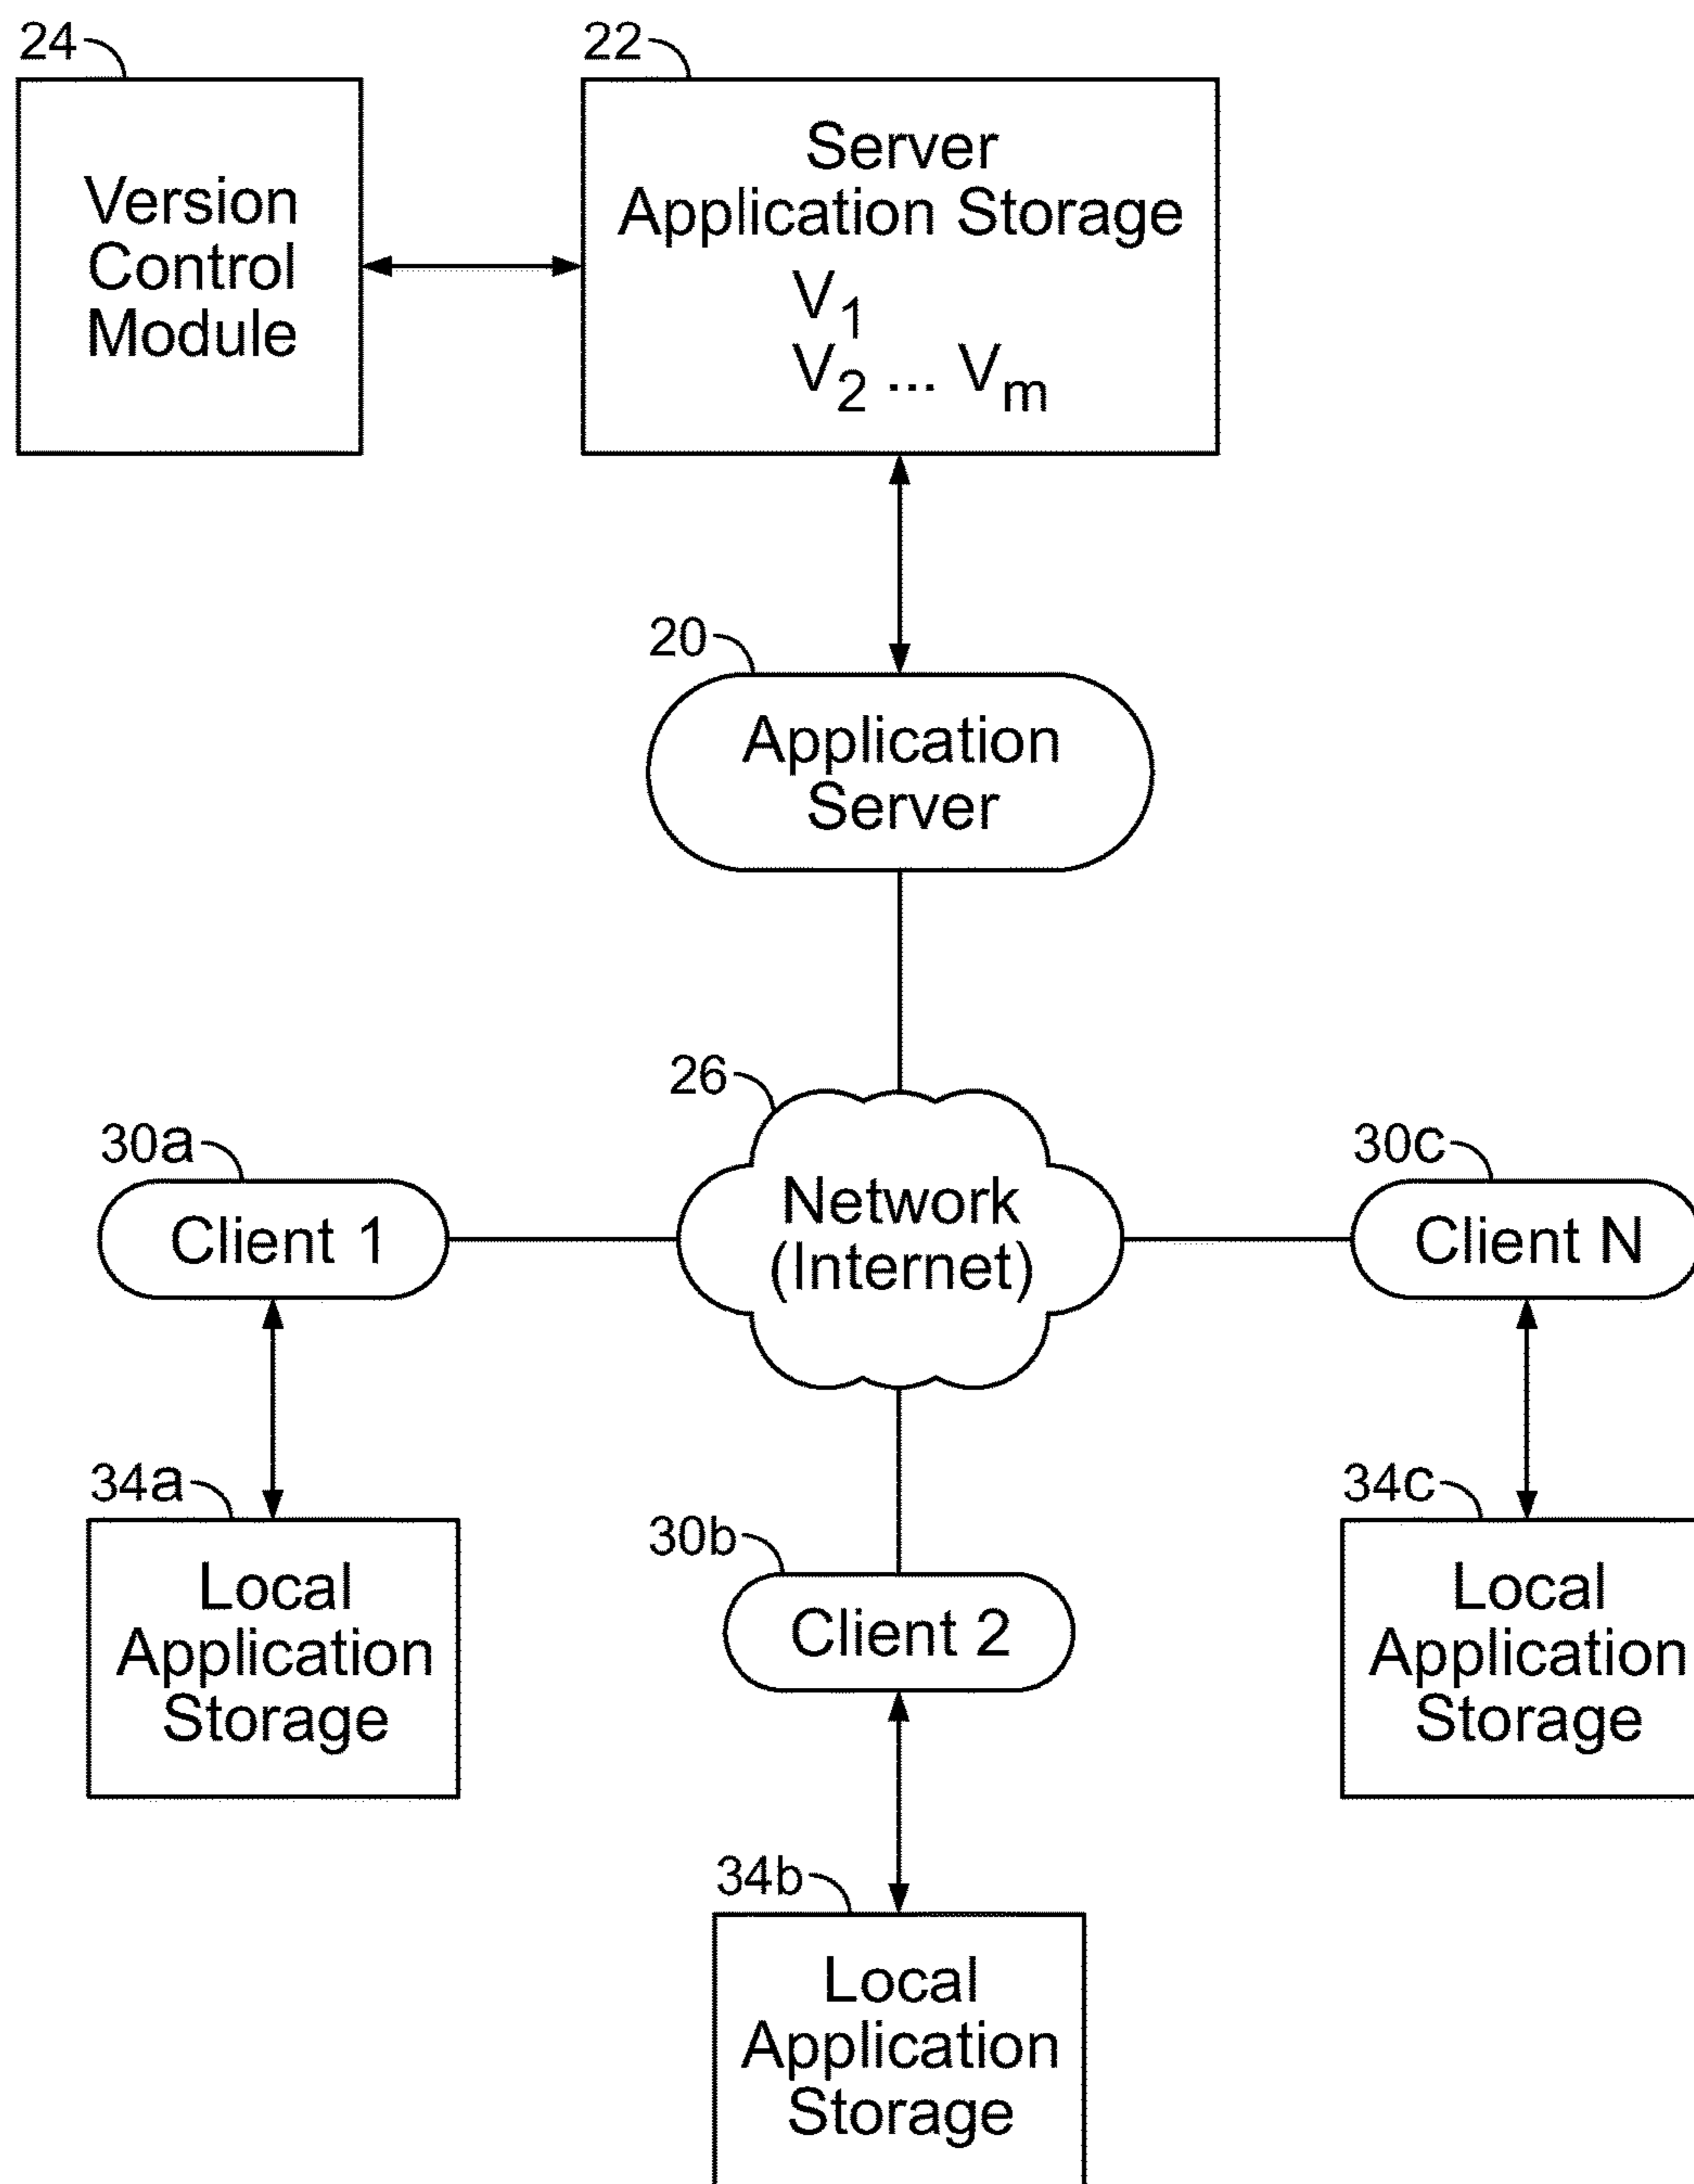 24
Version
Control
Module
22
Server
Application Storage
V1
V2 ... Vm
20
Application
Server
26
Network
(Internet)
30a
Client 1
30c
Client N
34a
Local
Application
Storage
30b
Client 2
34c
Local
Application
Storage
34b
Local
Application
Storage